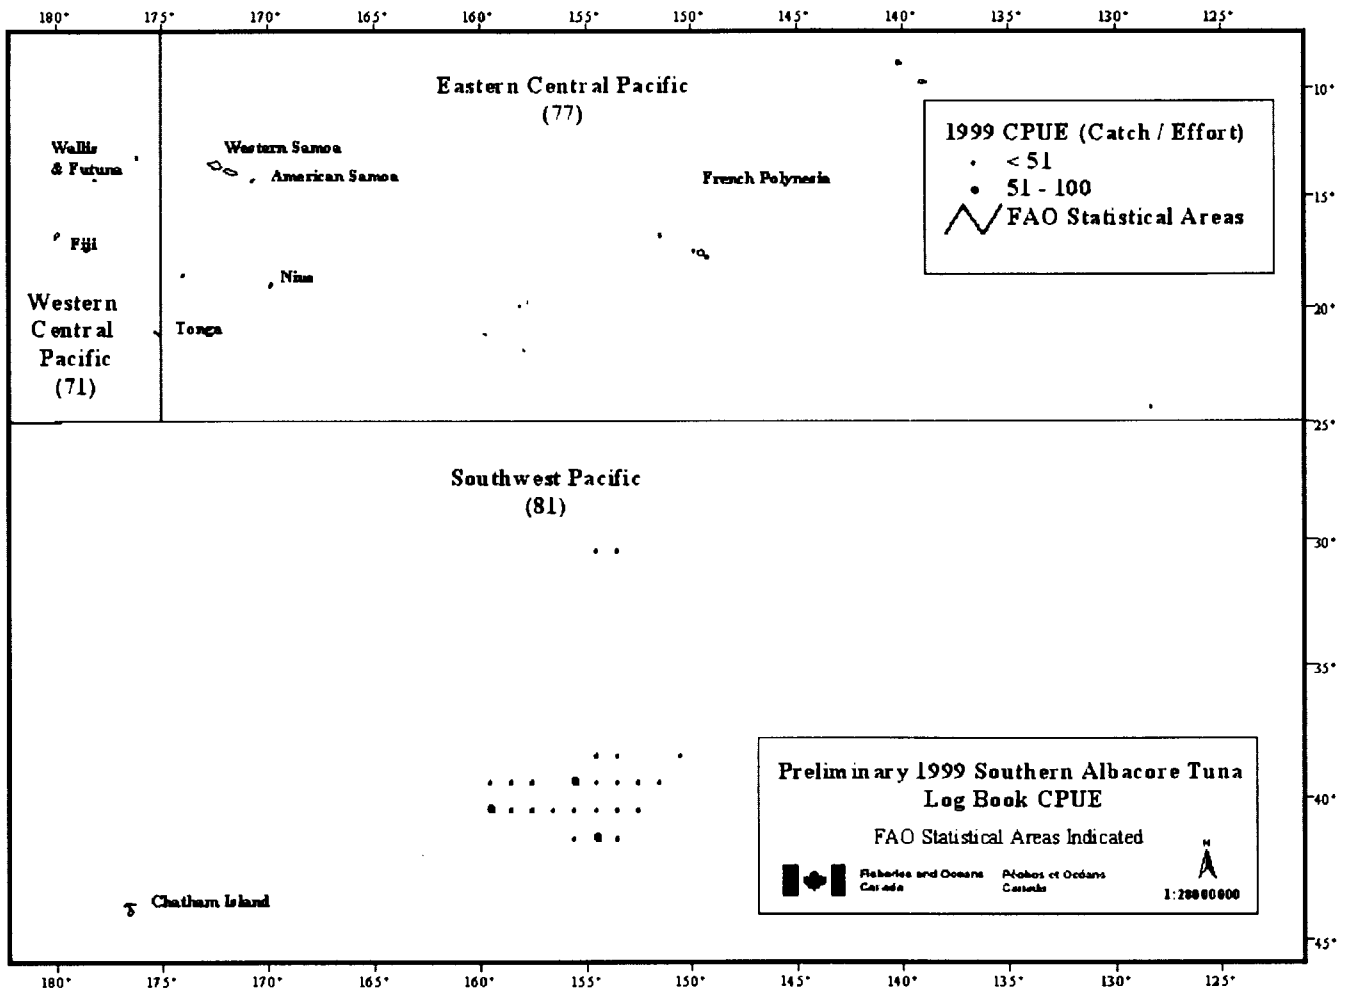 180° 175° 170° 160° 155° 150° 145° 140° 135° 130° 125°
Eastern Central Pacific
(77)
10°
1999 CPUE (Catch / Effort)
< 51
51 - 100
FAO Statistical Areas
Wallis
& Futuna
Western Samoa
American Samoa
French Polynesia
15°
Fiji
Niue
Western
Central
Pacific
(71)
Tonga
20°
25°
Southwest Pacific
(81)
30°
35°
Preliminary 1999 Southern Albacore Tuna
Log Book CPUE
40°
FAO Statistical Areas Indicated
N
Fisheries and Oceans
Canada
Pêches et Océans
Canada
1:28000000
Chatham Island
45°
180° 175° 170° 165° 160° 155° 150° 145° 140° 135° 130° 125°